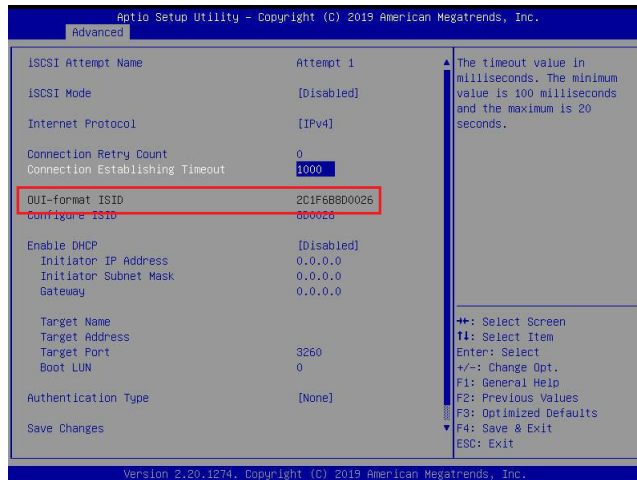 Aptio Setup Utility – Copyright (C) 2019 American Megatrends, Inc.
Advanced
iSCSI Attempt Name Attempt 1
iSCSI Mode [Disabled]
Internet Protocol [IPv4]
Connection Retry Count 0
Connection Establishing Timeout 1000
OUI-format ISID 2C1F6B8D0026
Configure ISID 8D0026
Enable DHCP [Disabled]
Initiator IP Address 0.0.0.0
Initiator Subnet Mask 0.0.0.0
Gateway 0.0.0.0
Target Name
Target Address
Target Port 3260
Boot LUN 0
Authentication Type [None]
Save Changes
The timeout value in
milliseconds. The minimum
value is 100 milliseconds
and the maximum is 20
seconds.
→←: Select Screen
↑↓: Select Item
Enter: Select
+/-: Change Opt.
F1: General Help
F2: Previous Values
F3: Optimized Defaults
F4: Save & Exit
ESC: Exit
Version 2.20.1274. Copyright (C) 2019 American Megatrends, Inc.